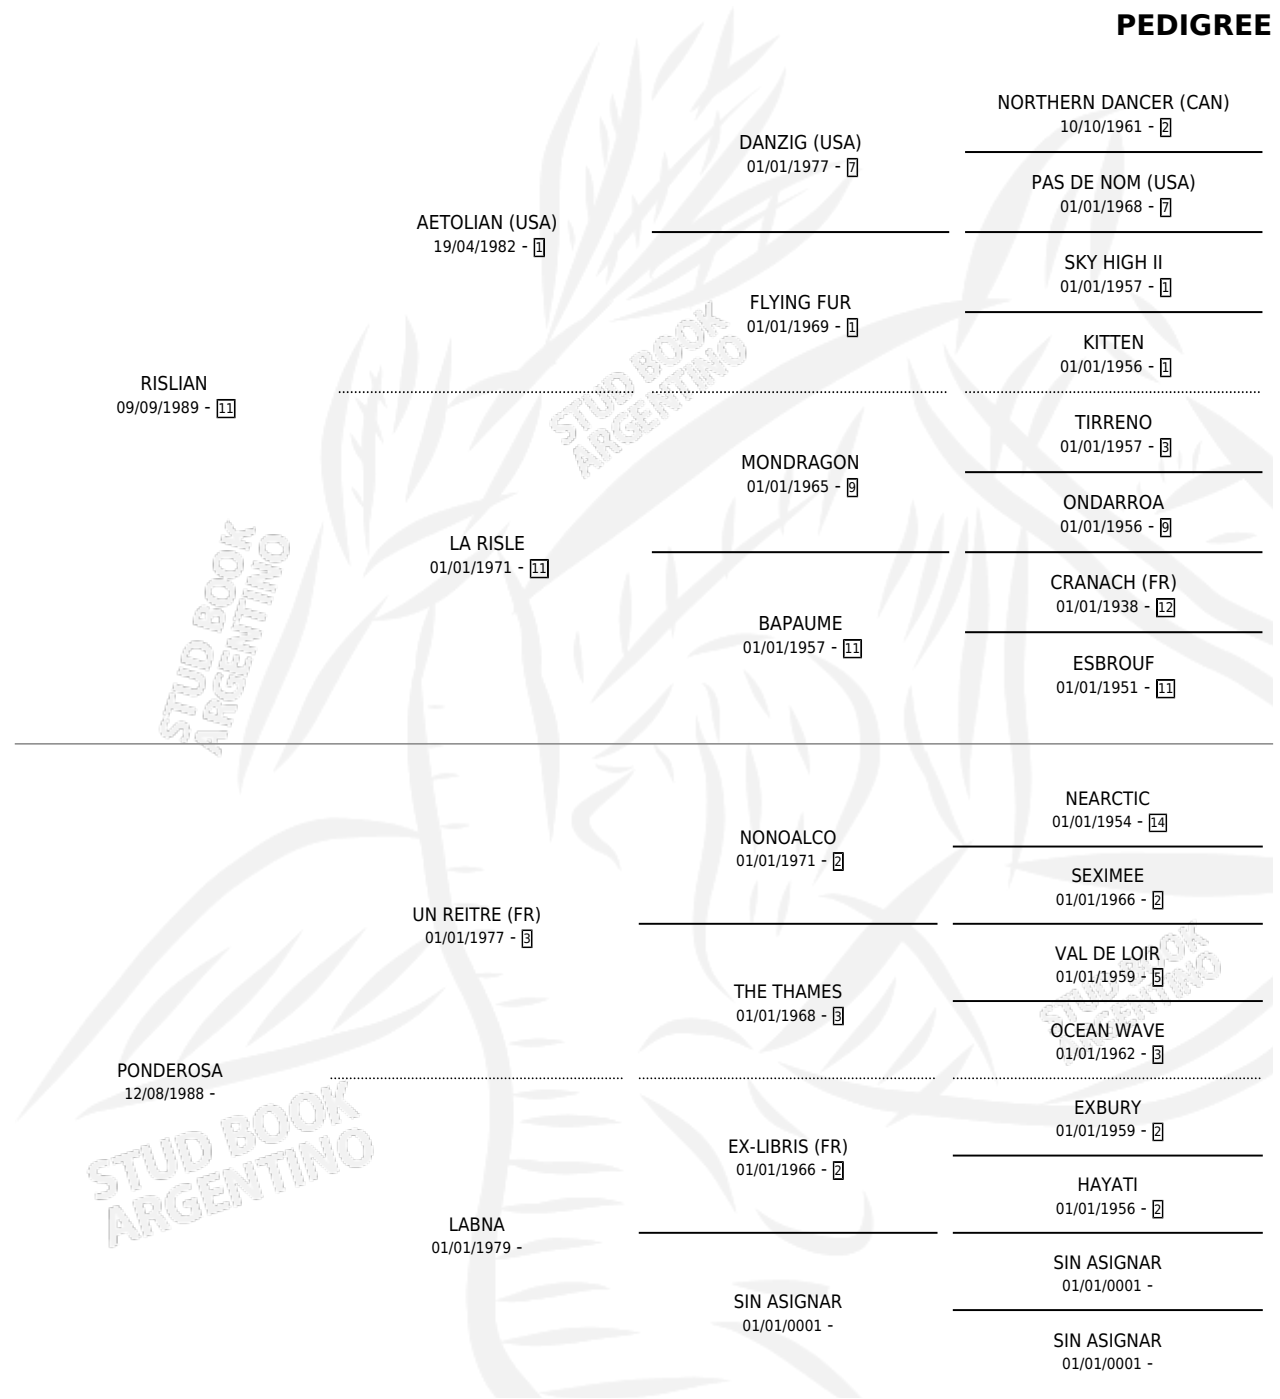 PEDIGREE
NORTHERN DANCER (CAN)
10/10/1961 - 2
DANZIG (USA)
01/01/1977 - 7
PAS DE NOM (USA)
01/01/1968 - 7
AETOLIAN (USA)
19/04/1982 - 1
SKY HIGH II
01/01/1957 - 1
FLYING FUR
01/01/1969 - 1
KITTEN
01/01/1956 - 1
RISLIAN
09/09/1989 - 11
TIRRENO
01/01/1957 - 3
MONDRAGON
01/01/1965 - 9
ONDARROA
01/01/1956 - 9
LA RISLE
01/01/1971 - 11
CRANACH (FR)
01/01/1938 - 12
BAPAUME
01/01/1957 - 11
ESBROUF
01/01/1951 - 11
NEARCTIC
01/01/1954 - 14
NONOALCO
01/01/1971 - 2
SEXIMEE
01/01/1966 - 2
UN REITRE (FR)
01/01/1977 - 3
VAL DE LOIR
01/01/1959 - 5
THE THAMES
01/01/1968 - 3
OCEAN WAVE
01/01/1962 - 3
PONDEROSA
12/08/1988 -
EXBURY
01/01/1959 - 2
EX-LIBRIS (FR)
01/01/1966 - 2
HAYATI
01/01/1956 - 2
LABNA
01/01/1979 -
SIN ASIGNAR
01/01/0001 -
SIN ASIGNAR
01/01/0001 -
SIN ASIGNAR
01/01/0001 -
STUD BOOK
ARGENTINO
STUD BOOK
ARGENTINO
STUD BOOK
ARGENTINO
STUD BOOK
ARGENTINO